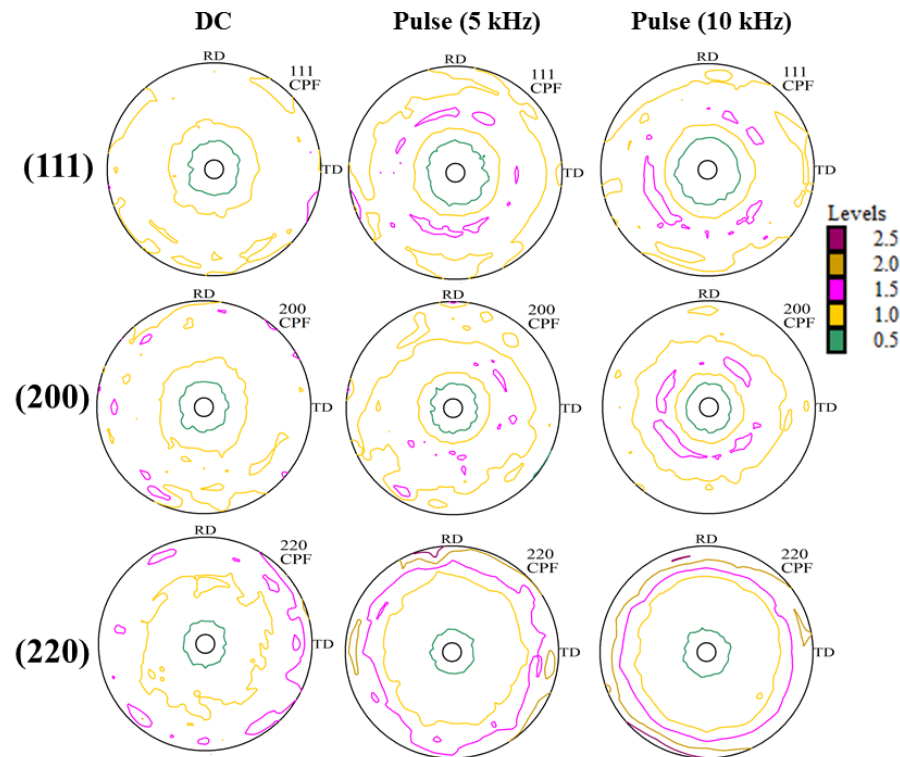 DC Pulse (5 kHz) Pulse (10 kHz)
RD RD RD
111 CPF 111 CPF 111 CPF
(111) TD TD TD
Levels
2.5
2.0
1.5
1.0
0.5
RD RD RD
200 CPF 200 CPF 200 CPF
(200) TD TD TD
RD RD RD
220 CPF 220 CPF 220 CPF
(220) TD TD TD